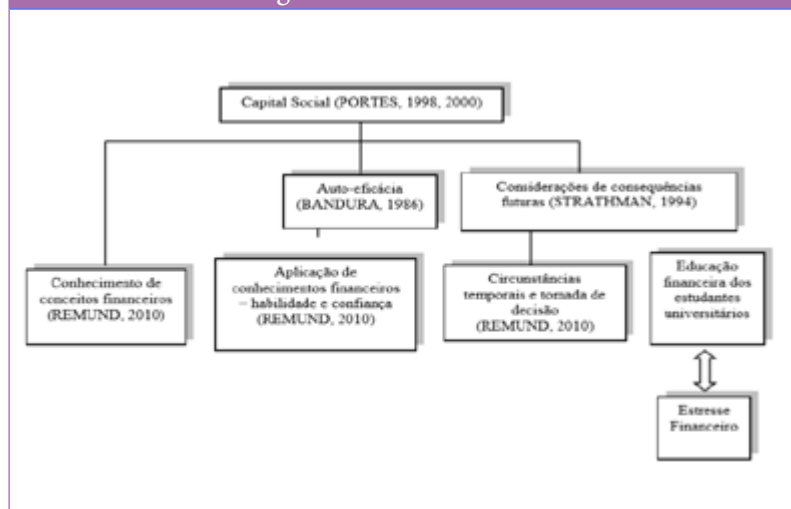 Capital Social (PORTES, 1998, 2000)
Auto-eficácia
(BANDURA, 1986)
Considerações de consequências
futuras (STRATHMAN, 1994)
Conhecimento de
conceitos financeiros
(REMUND, 2010)
Aplicação de
conhecimentos financeiros
– habilidade e confiança
(REMUND, 2010)
Circunstâncias
temporais e tomada de
decisão
(REMUND, 2010)
Educação
financeira dos
estudantes
universitários
Estresse
Financeiro